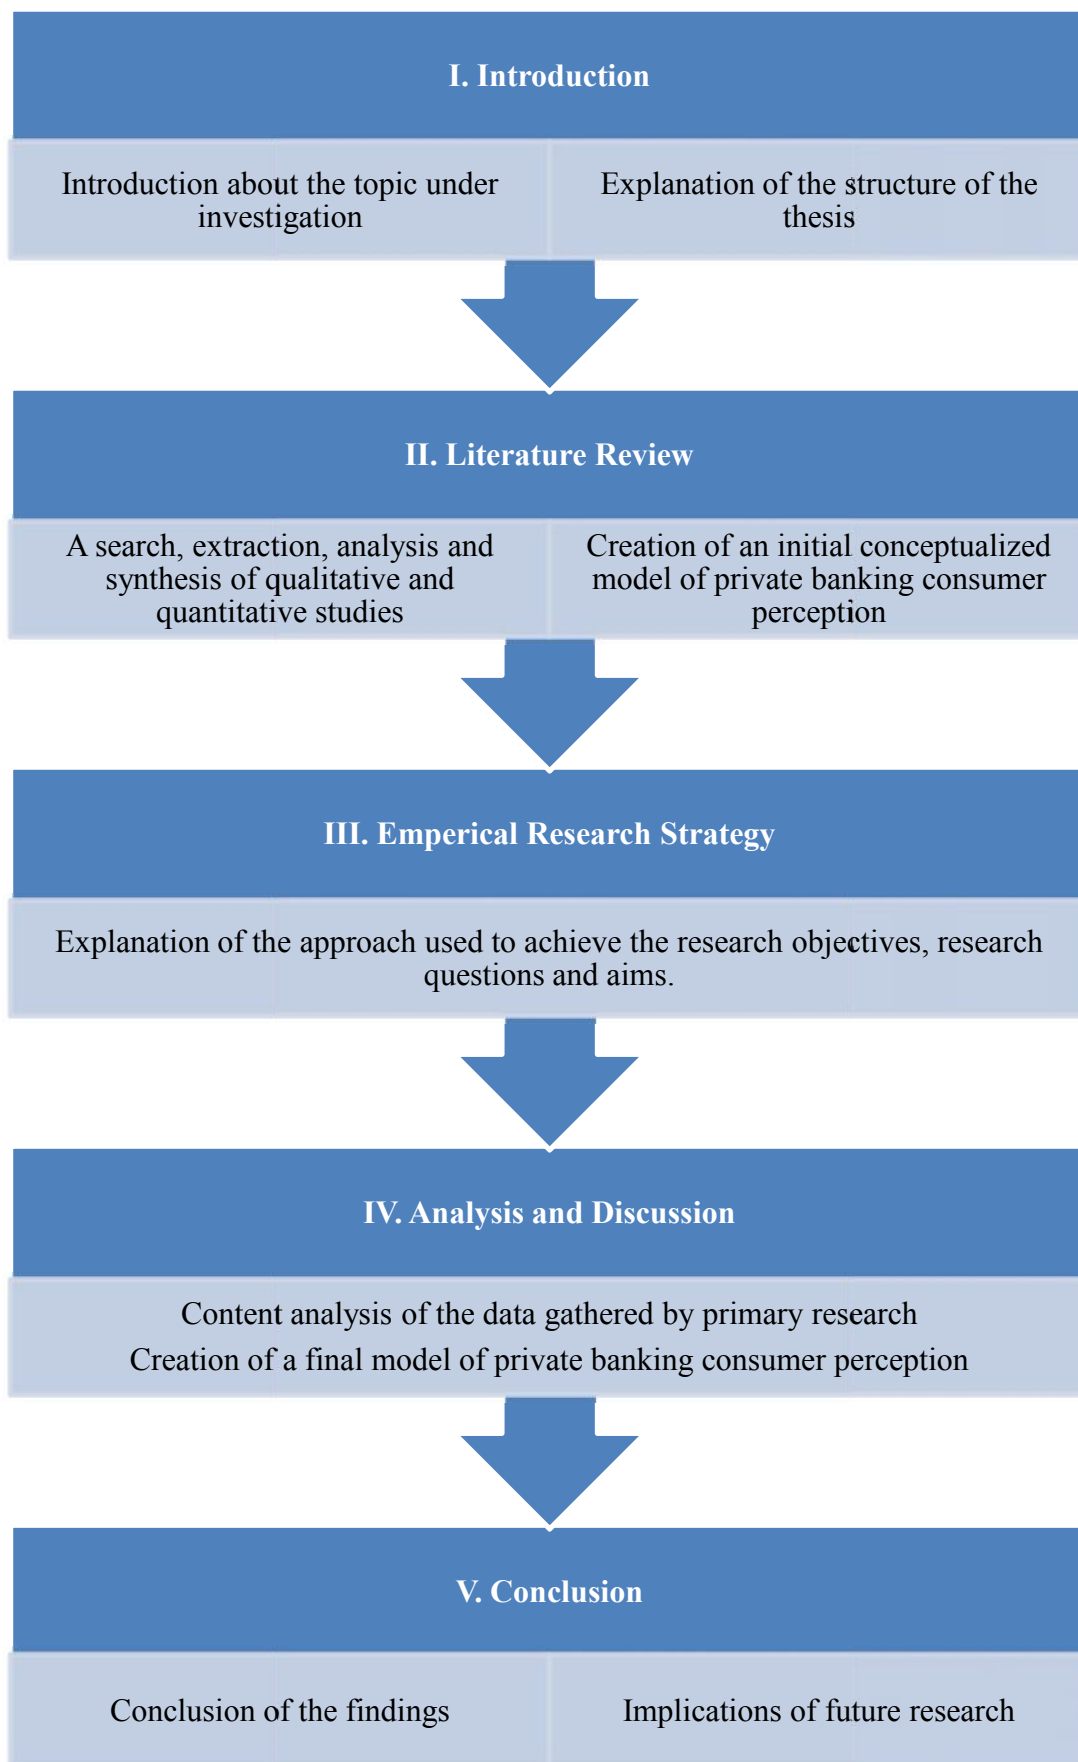 I. Introduction
Introduction about the topic under
investigation
Explanation of the structure of the
thesis
II. Literature Review
A search, extraction, analysis and
synthesis of qualitative and
quantitative studies
Creation of an initial conceptualized
model of private banking consumer
perception
III. Emperical Research Strategy
Explanation of the approach used to achieve the research objectives, research
questions and aims.
IV. Analysis and Discussion
Content analysis of the data gathered by primary research
Creation of a final model of private banking consumer perception
V. Conclusion
Conclusion of the findings
Implications of future research